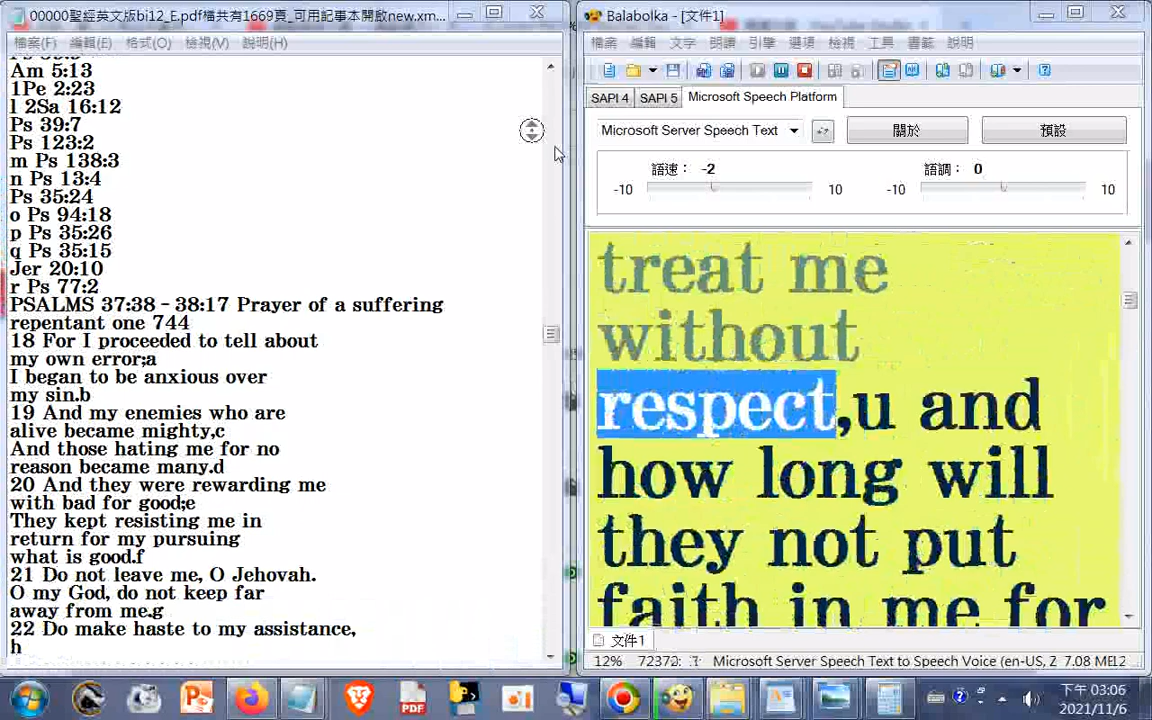 00000聖經英文版bi12_E.pdf檔共有1669頁_可用記事本開啟new.xm...
檔案(F) 編輯(E) 格式(O) 檢視(V) 說明(H)
Am 5:13
1Pe 2:23
l 2Sa 16:12
Ps 39:7
Ps 123:2
m Ps 138:3
n Ps 13:4
Ps 35:24
o Ps 94:18
p Ps 35:26
q Ps 35:15
Jer 20:10
r Ps 77:2
PSALMS 37:38 - 38:17 Prayer of a suffering
repentant one 744
18 For I proceeded to tell about
my own error;a
I began to be anxious over
my sin.b
19 And my enemies who are
alive became mighty,c
And those hating me for no
reason became many.d
20 And they were rewarding me
with bad for good;e
They kept resisting me in
return for my pursuing
what is good.f
21 Do not leave me, O Jehovah.
O my God, do not keep far
away from me.g
22 Do make haste to my assistance,
h
Balabolka - [文件1]
檔案 編輯 文字 朗讀 引擎 選項 檢視 工具 書籤 說明
SAPI 4 SAPI 5 Microsoft Speech Platform
Microsoft Server Speech Text 關於 預設
語速： -2 語調： 0
-10 10 -10 10
treat me
without
respect,u and
how long will
they not put
faith in me for
文件1
12% Microsoft Server Speech Text to Speech Voice (en-US, Z 7.08 ME
下午 03:06
2021/11/6